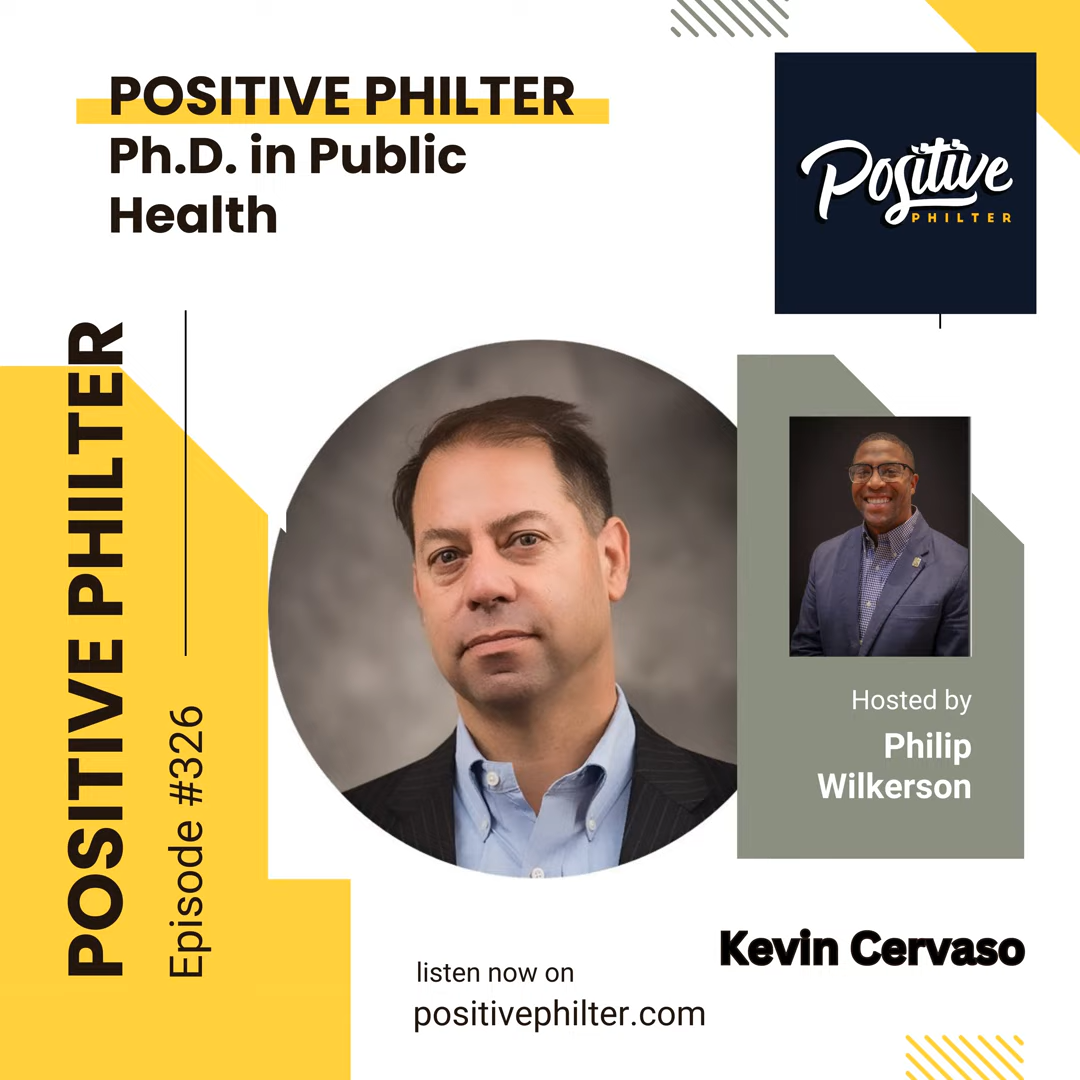 POSITIVE PHILTER
Ph.D. in Public
Health
Positive
PHILTER
POSITIVE PHILTER
Episode #326
Hosted by
Philip
Wilkerson
Kevin Cervaso
listen now on
positivephilter.com